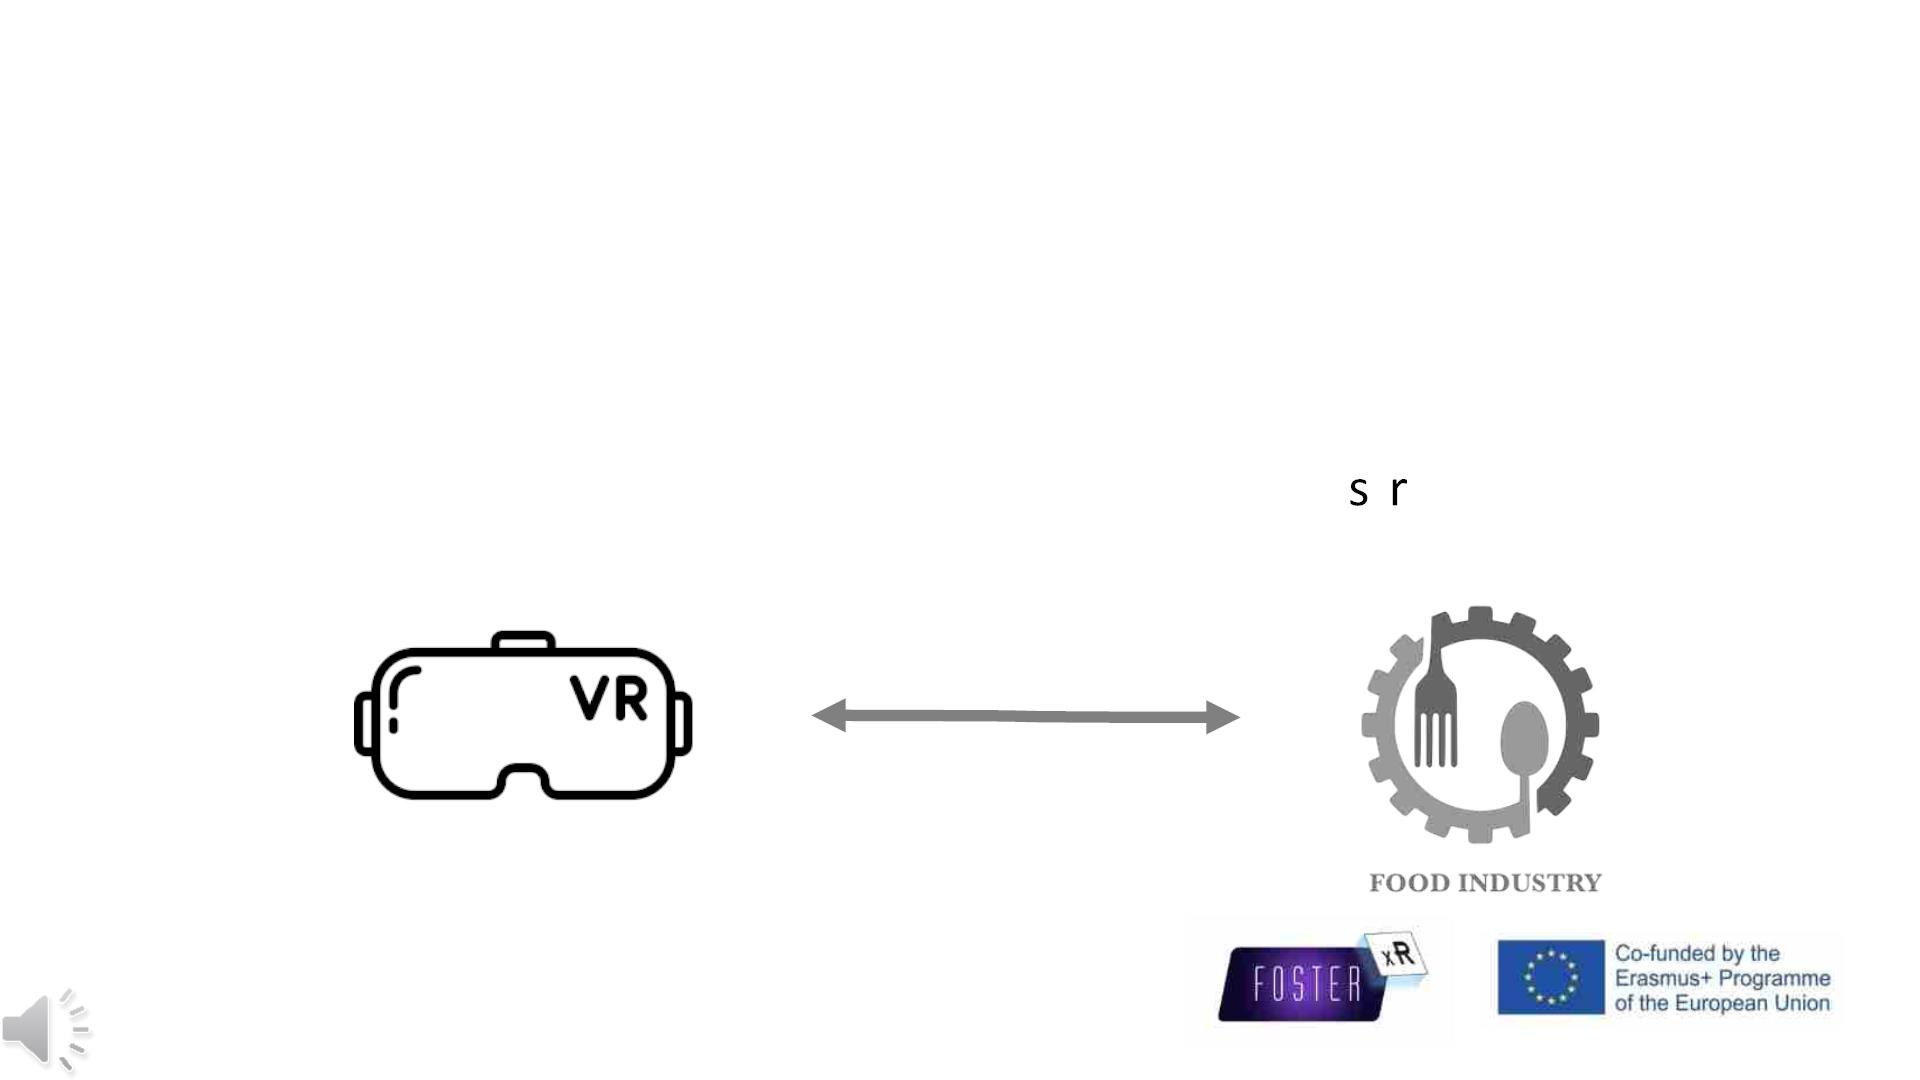 s r
VR
FOOD INDUSTRY
FOSTER
xR
Co-funded by the
Erasmus+ Programme
of the European Union